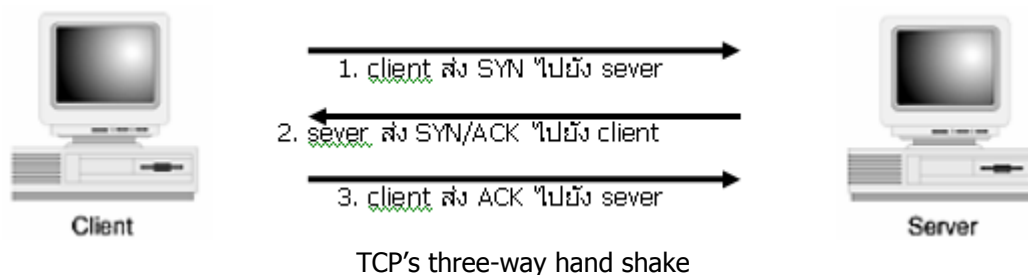 1. client ส่ง SYN ไปยัง sever
2. sever ส่ง SYN/ACK ไปยัง client
3. client ส่ง ACK ไปยัง sever
Client
Server
TCP's three-way hand shake